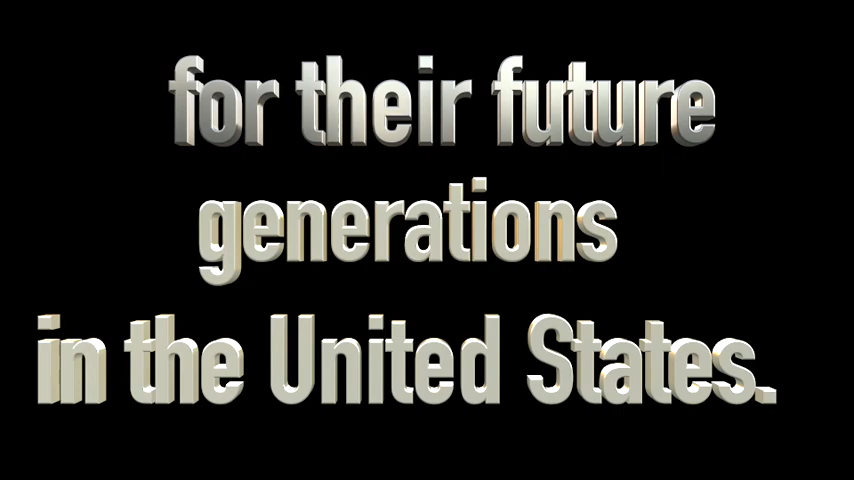 for their future
generations
in the United States.